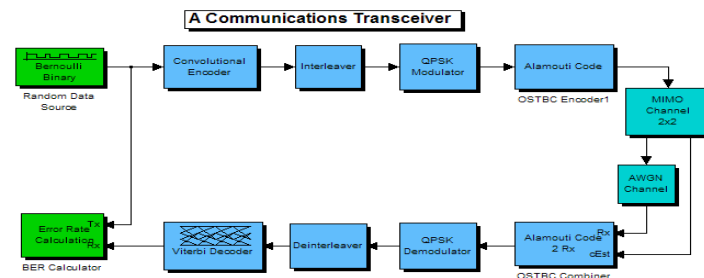 A Communications Transceiver
Bernoulli
Binary
Random Data
Source
Convolutional
Encoder
Interleaver
QPSK
Modulator
Alamouti Code
OSTBC Encoder1
MIMO
Channel
2x2
AWGN
Channel
Tx
Error Rate
Calculation
Rx
BER Calculator
Viterbi Decoder
Deinterleaver
QPSK
Demodulator
Rx
Alamouti Code
2 Rx
cEst
OSTBC Combiner